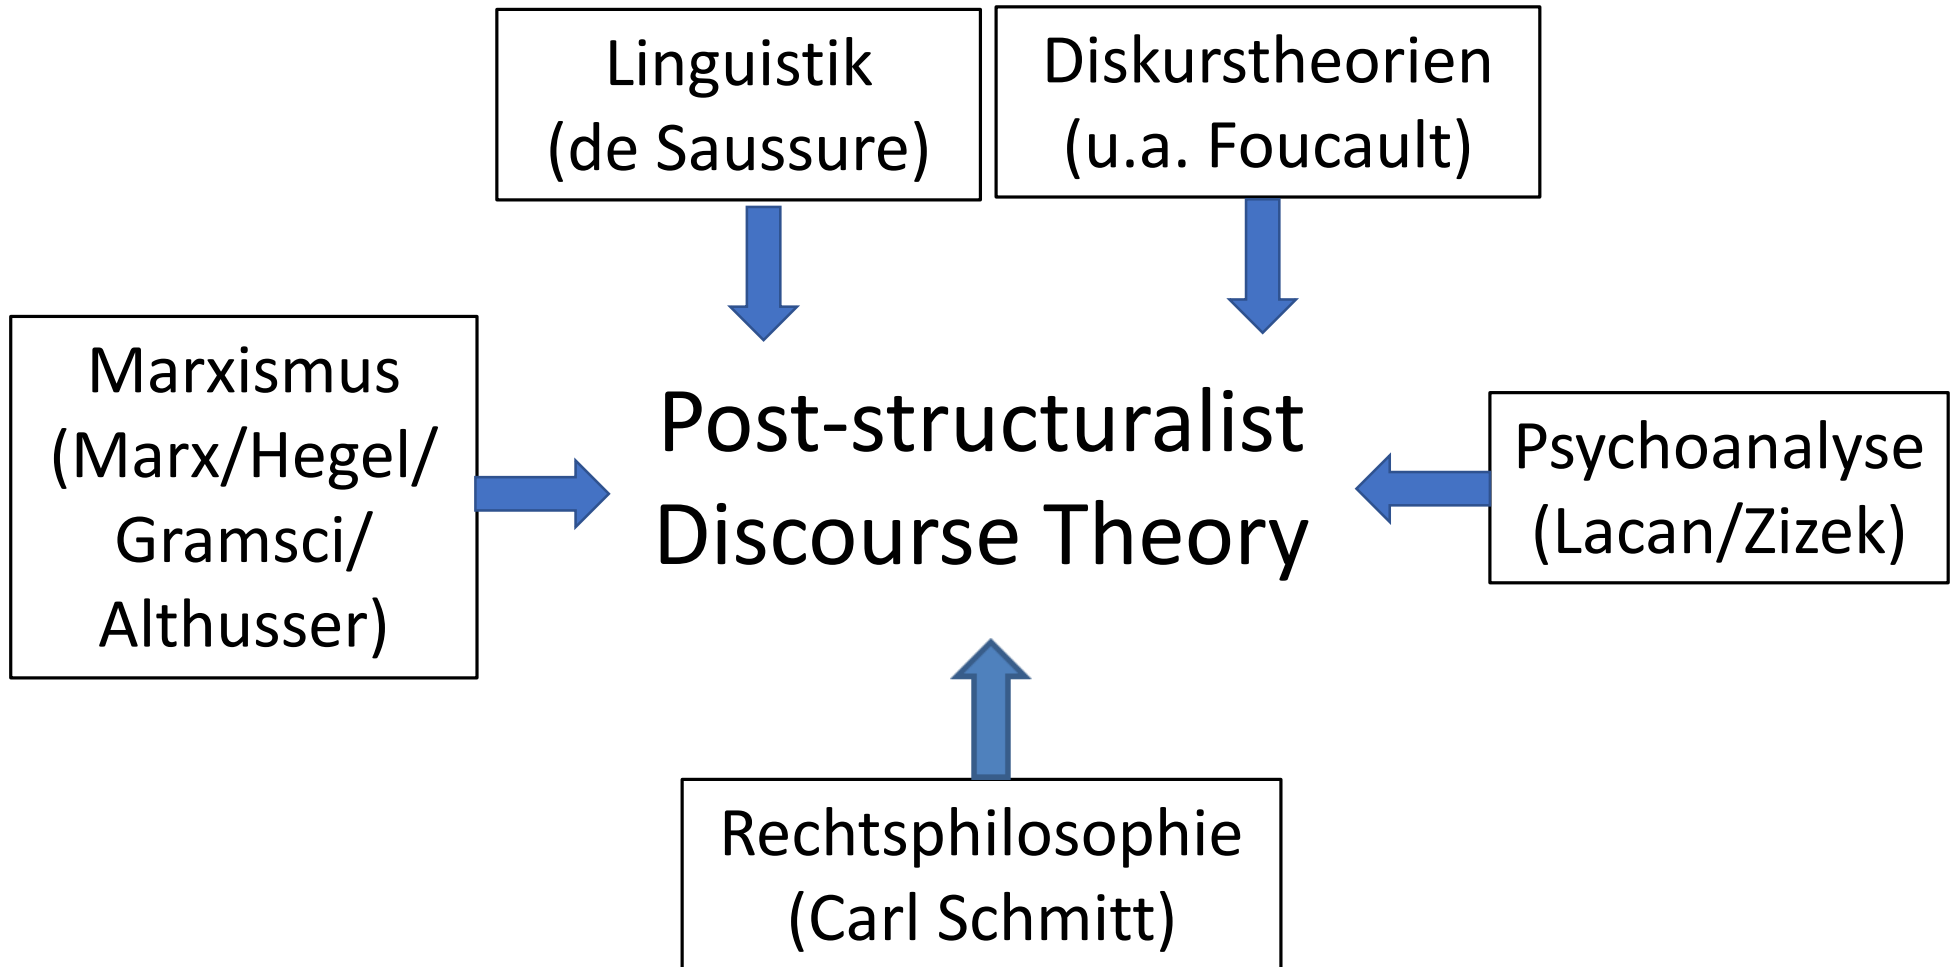 Linguistik
(de Saussure)
Diskurstheorien
(u.a. Foucault)
Marxismus
(Marx/Hegel/
Gramsci/
Althusser)
Post-structuralist
Discourse Theory
Psychoanalyse
(Lacan/Zizek)
Rechtsphilosophie
(Carl Schmitt)